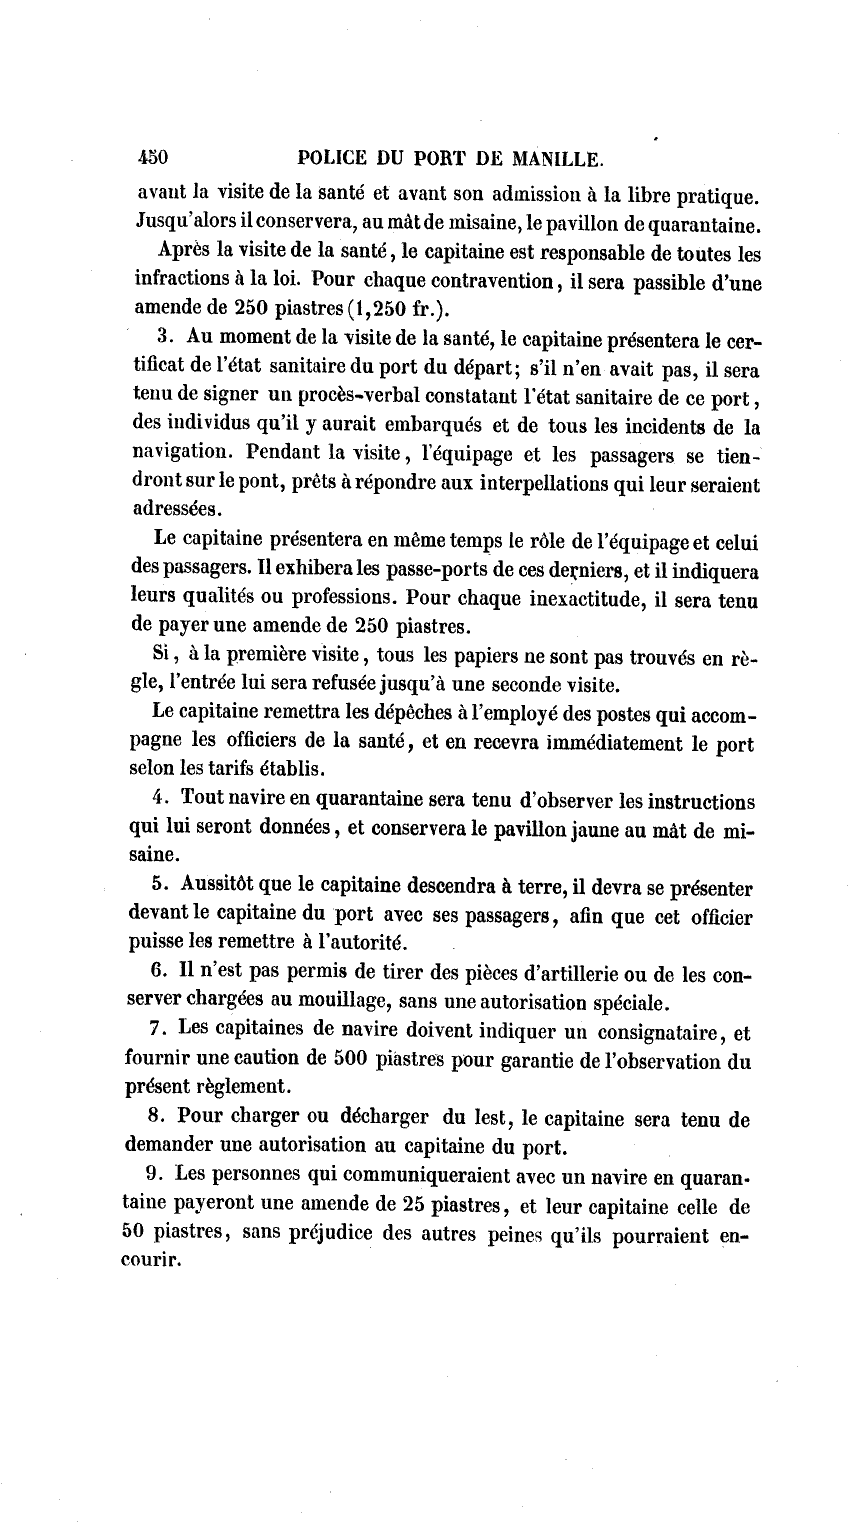 450 POLICE DU PORT DE MANILLE.
avant la visite de la santé et avant son admission à la libre pratique.
Jusqu'alors il conservera, au mât de misaine, le pavillon de quarantaine.
Après la visite de la santé, le capitaine est responsable de toutes les
infractions à la loi. Pour chaque contravention, il sera passible d'une
amende de 250 piastres (1,250 fr.).
3. Au moment de la visite de la santé, le capitaine présentera le cer-
tificat de l'état sanitaire du port du départ; s'il n'en avait pas, il sera
tenu de signer un procès-verbal constatant l'état sanitaire de ce port,
des individus qu'il y aurait embarqués et de tous les incidents de la
navigation. Pendant la visite, l'équipage et les passagers se tien-
dront sur le pont, prêts à répondre aux interpellations qui leur seraient
adressées.
Le capitaine présentera en même temps le rôle de l'équipage et celui
des passagers. Il exhibera les passe-ports de ces derniers, et il indiquera
leurs qualités ou professions. Pour chaque inexactitude, il sera tenu
de payer une amende de 250 piastres.
Si, à la première visite, tous les papiers ne sont pas trouvés en rè-
gle, l'entrée lui sera refusée jusqu'à une seconde visite.
Le capitaine remettra les dépêches à l'employé des postes qui accom-
pagne les officiers de la santé, et en recevra immédiatement le port
selon les tarifs établis.
4. Tout navire en quarantaine sera tenu d'observer les instructions
qui lui seront données, et conservera le pavillon jaune au mât de mi-
saine.
5. Aussitôt que le capitaine descendra à terre, il devra se présenter
devant le capitaine du port avec ses passagers, afin que cet officier
puisse les remettre à l'autorité.
6. Il n'est pas permis de tirer des pièces d'artillerie ou de les con-
server chargées au mouillage, sans une autorisation spéciale.
7. Les capitaines de navire doivent indiquer un consignataire, et
fournir une caution de 500 piastres pour garantie de l'observation du
présent règlement.
8. Pour charger ou décharger du lest, le capitaine sera tenu de
demander une autorisation au capitaine du port.
9. Les personnes qui communiqueraient avec un navire en quaran-
taine payeront une amende de 25 piastres, et leur capitaine celle de
50 piastres, sans préjudice des autres peines qu'ils pourraient en-
courir.